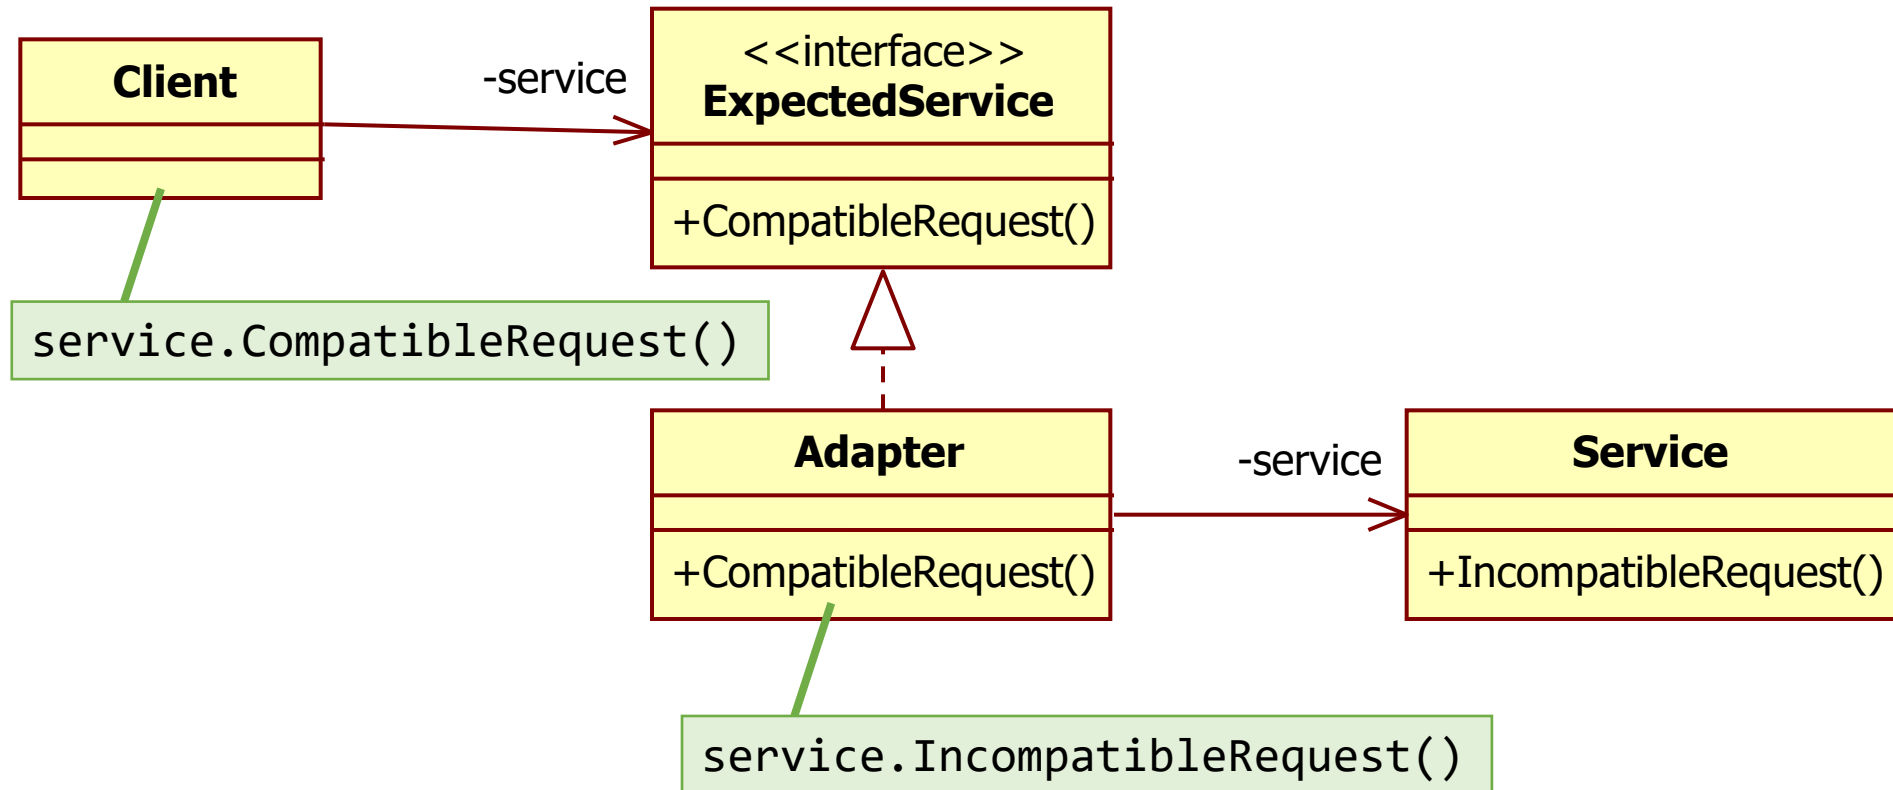 Client
-service
<<interface>>
ExpectedService
+CompatibleRequest()
service.CompatibleRequest()
Adapter
+CompatibleRequest()
-service
Service
+IncompatibleRequest()
service.IncompatibleRequest()